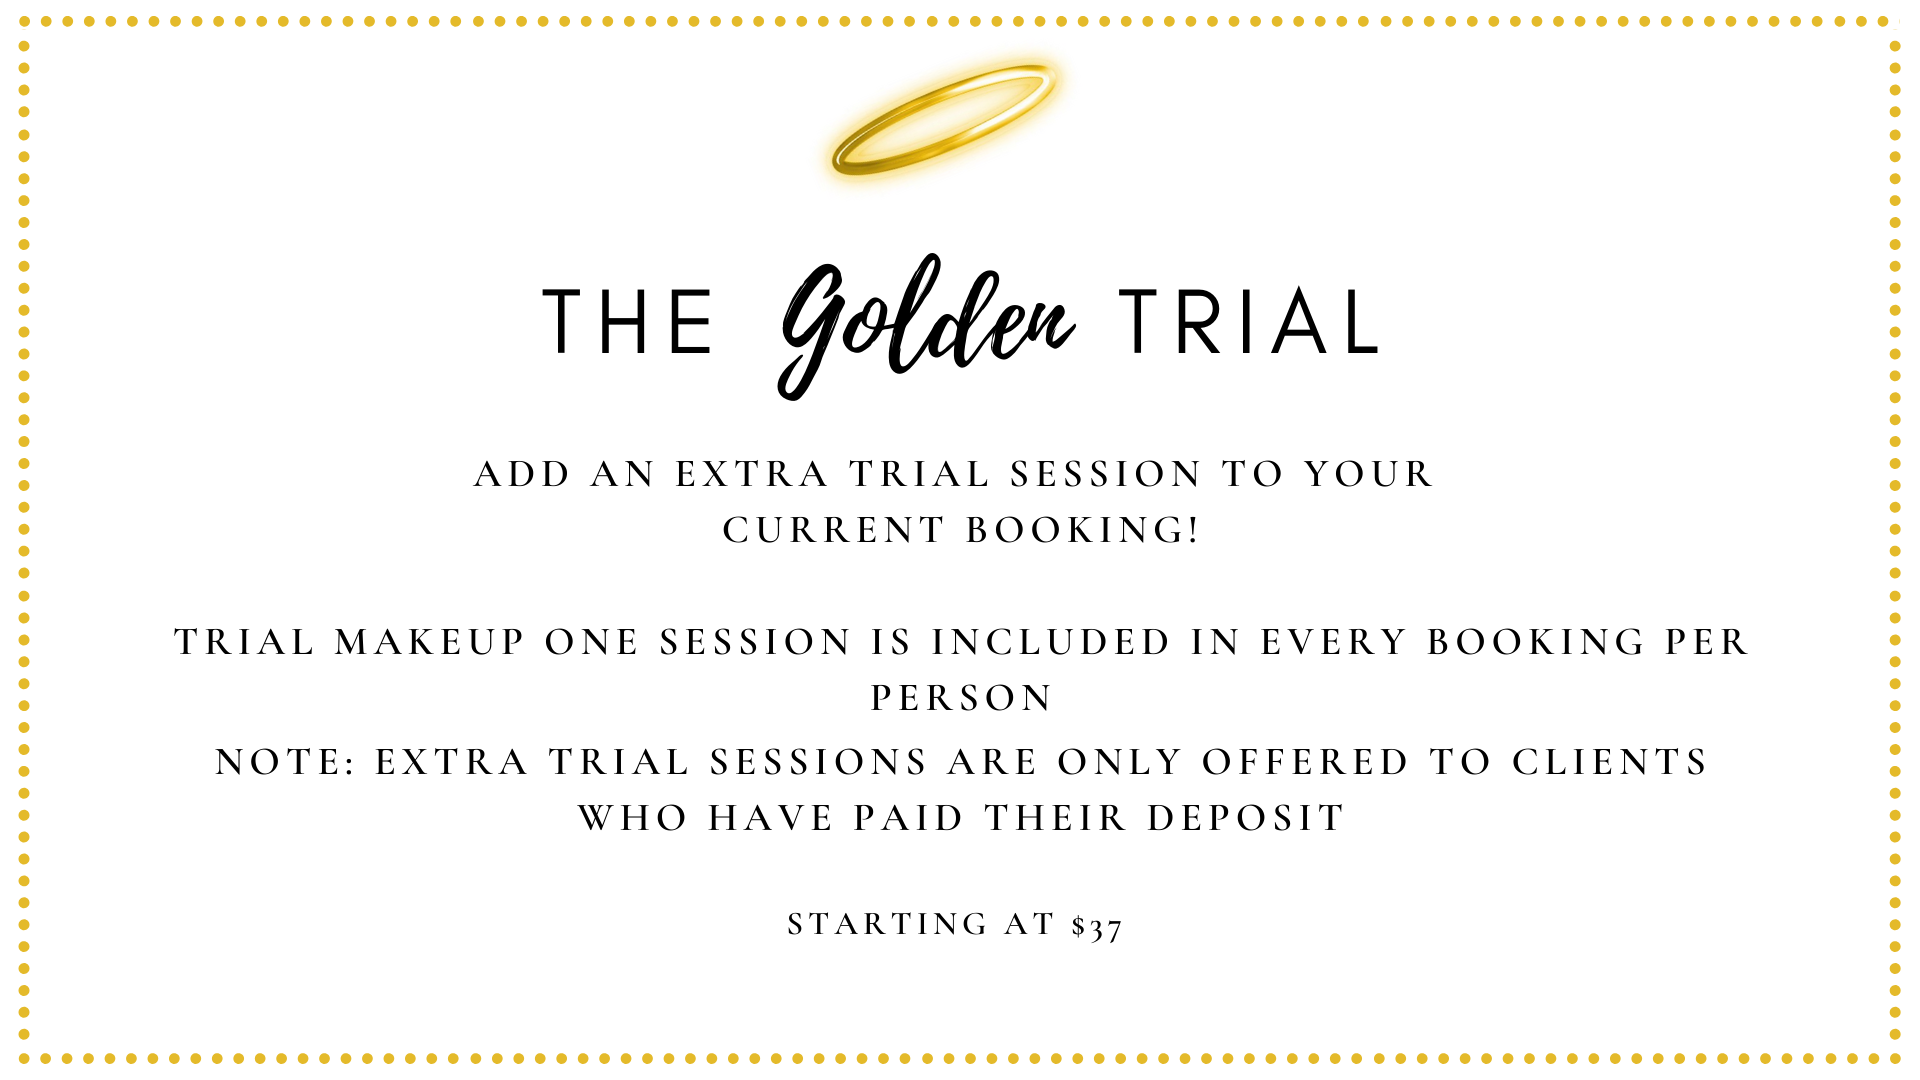 THE Golden TRIAL
ADD AN EXTRA TRIAL SESSION TO YOUR
CURRENT BOOKING!
TRIAL MAKEUP ONE SESSION IS INCLUDED IN EVERY BOOKING PER
PERSON
NOTE: EXTRA TRIAL SESSIONS ARE ONLY OFFERED TO CLIENTS
WHO HAVE PAID THEIR DEPOSIT
STARTING AT $37